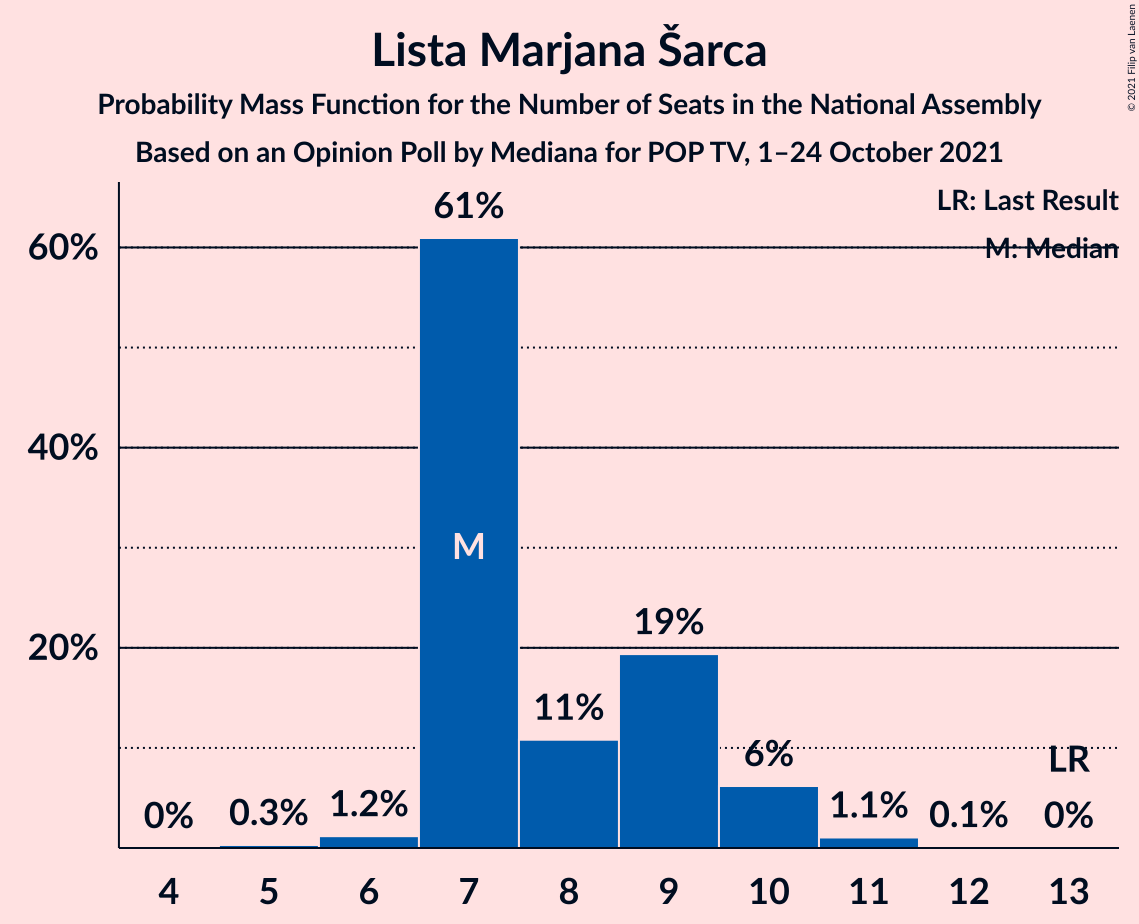 Lista Marjana Šarca
Probability Mass Function for the Number of Seats in the National Assembly
Based on an Opinion Poll by Mediana for POP TV, 1–24 October 2021
© 2021 Filip van Laenen
LR: Last Result
M: Median
60%
40%
20%
0%
0.3%
1.2%
61%
M
11%
19%
6%
1.1%
0.1%
LR
0%
4 5 6 7 8 9 10 11 12 13